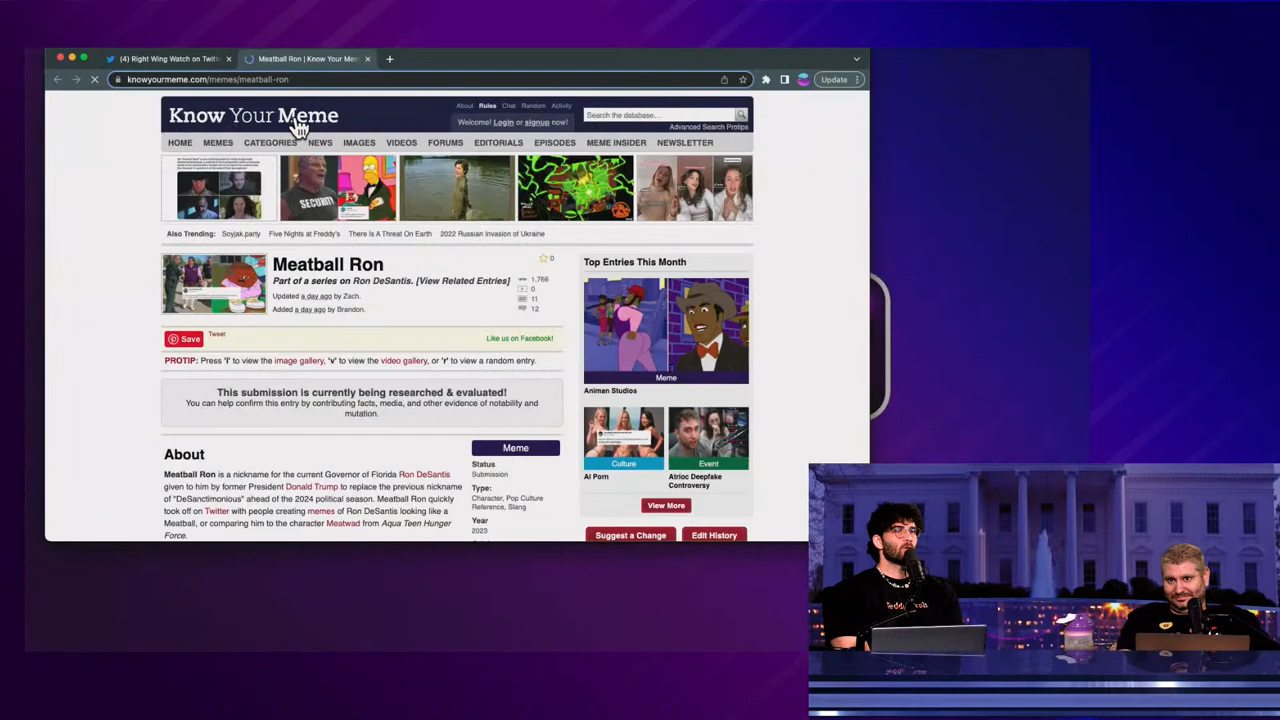 (4) Right Wing Watch on Twitt
Meatball Ron | Know Your Mem
knowyourmeme.com/memes/meatball-ron
Update
Know Your Meme
About Rules Chat Random Activity
Welcome! Login or signup now!
Search the database...
Advanced Search Protips
HOME MEMES CATEGORIES NEWS IMAGES VIDEOS FORUMS EDITORIALS EPISODES MEME INSIDER NEWSLETTER
SECURITY
Also Trending: Soyjak.party Five Nights at Freddy's There Is A Threat On Earth 2022 Russian Invasion of Ukraine
Meatball Ron
Part of a series on Ron DeSantis. [View Related Entries]
Updated a day ago by Zach.
Added a day ago by Brandon.
0
1,766
0
11
12
Save
Tweet
Like us on Facebook!
PROTIP: Press 'i' to view the image gallery, 'v' to view the video gallery, or 'r' to view a random entry.
This submission is currently being researched & evaluated!
You can help confirm this entry by contributing facts, media, and other evidence of notability and
mutation.
About
Meatball Ron is a nickname for the current Governor of Florida Ron DeSantis
given to him by former President Donald Trump to replace the previous nickname
of "DeSanctimonious" ahead of the 2024 political season. Meatball Ron quickly
took off on Twitter with people creating memes of Ron DeSantis looking like a
Meatball, or comparing him to the character Meatwad from Aqua Teen Hunger
Force.
Meme
Status
Submission
Type:
Character, Pop Culture
Reference, Slang
Year
2023
Top Entries This Month
Meme
Animan Studios
Culture
AI Porn
Event
Atrioc Deepfake
Controversy
View More
Suggest a Change
Edit History